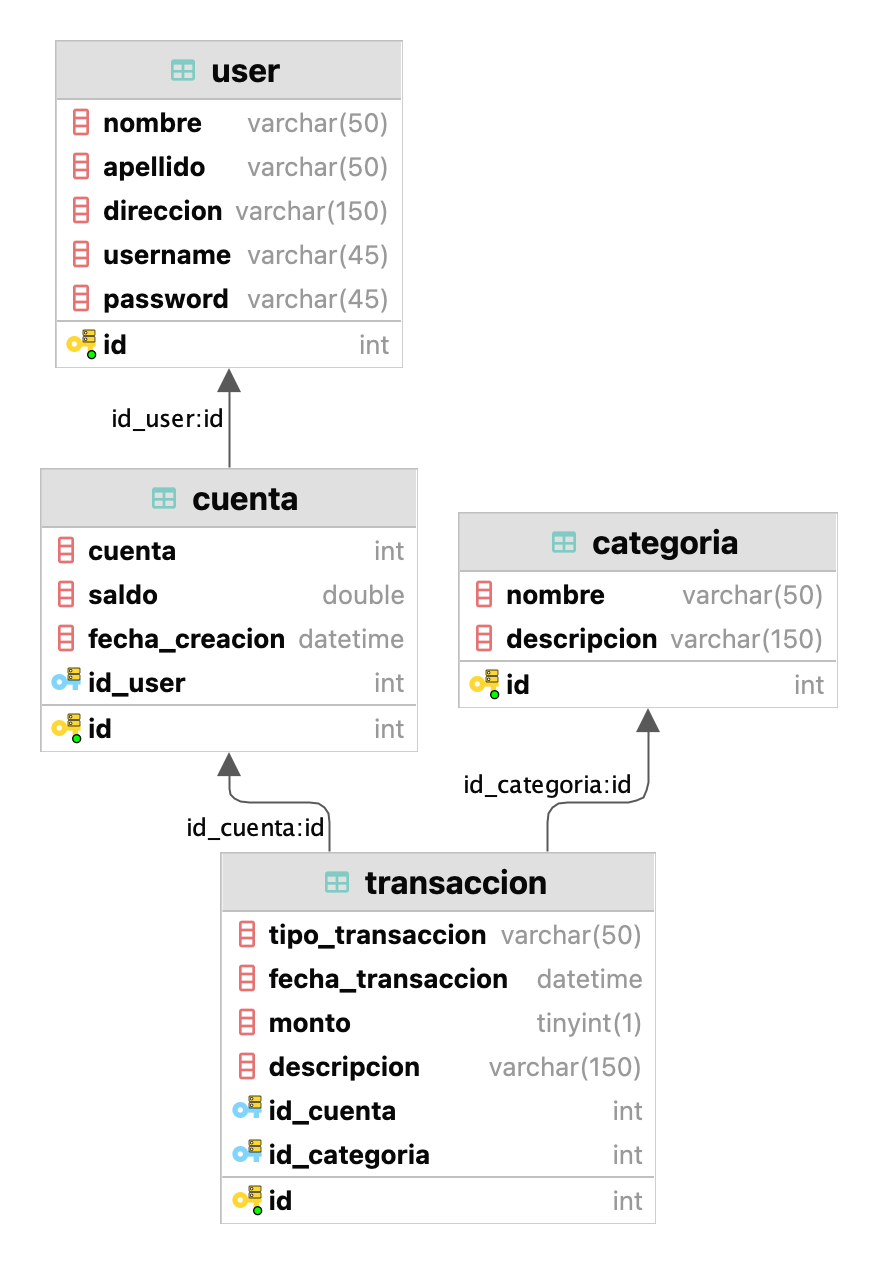 user
nombre varchar(50)
apellido varchar(50)
direccion varchar(150)
username varchar(45)
password varchar(45)
id int
id_user:id
cuenta
cuenta int
saldo double
fecha_creacion datetime
id_user int
id int
categoria
nombre varchar(50)
descripcion varchar(150)
id int
id_categoria:id
id_cuenta:id
transaccion
tipo_transaccion varchar(50)
fecha_transaccion datetime
monto tinyint(1)
descripcion varchar(150)
id_cuenta int
id_categoria int
id int